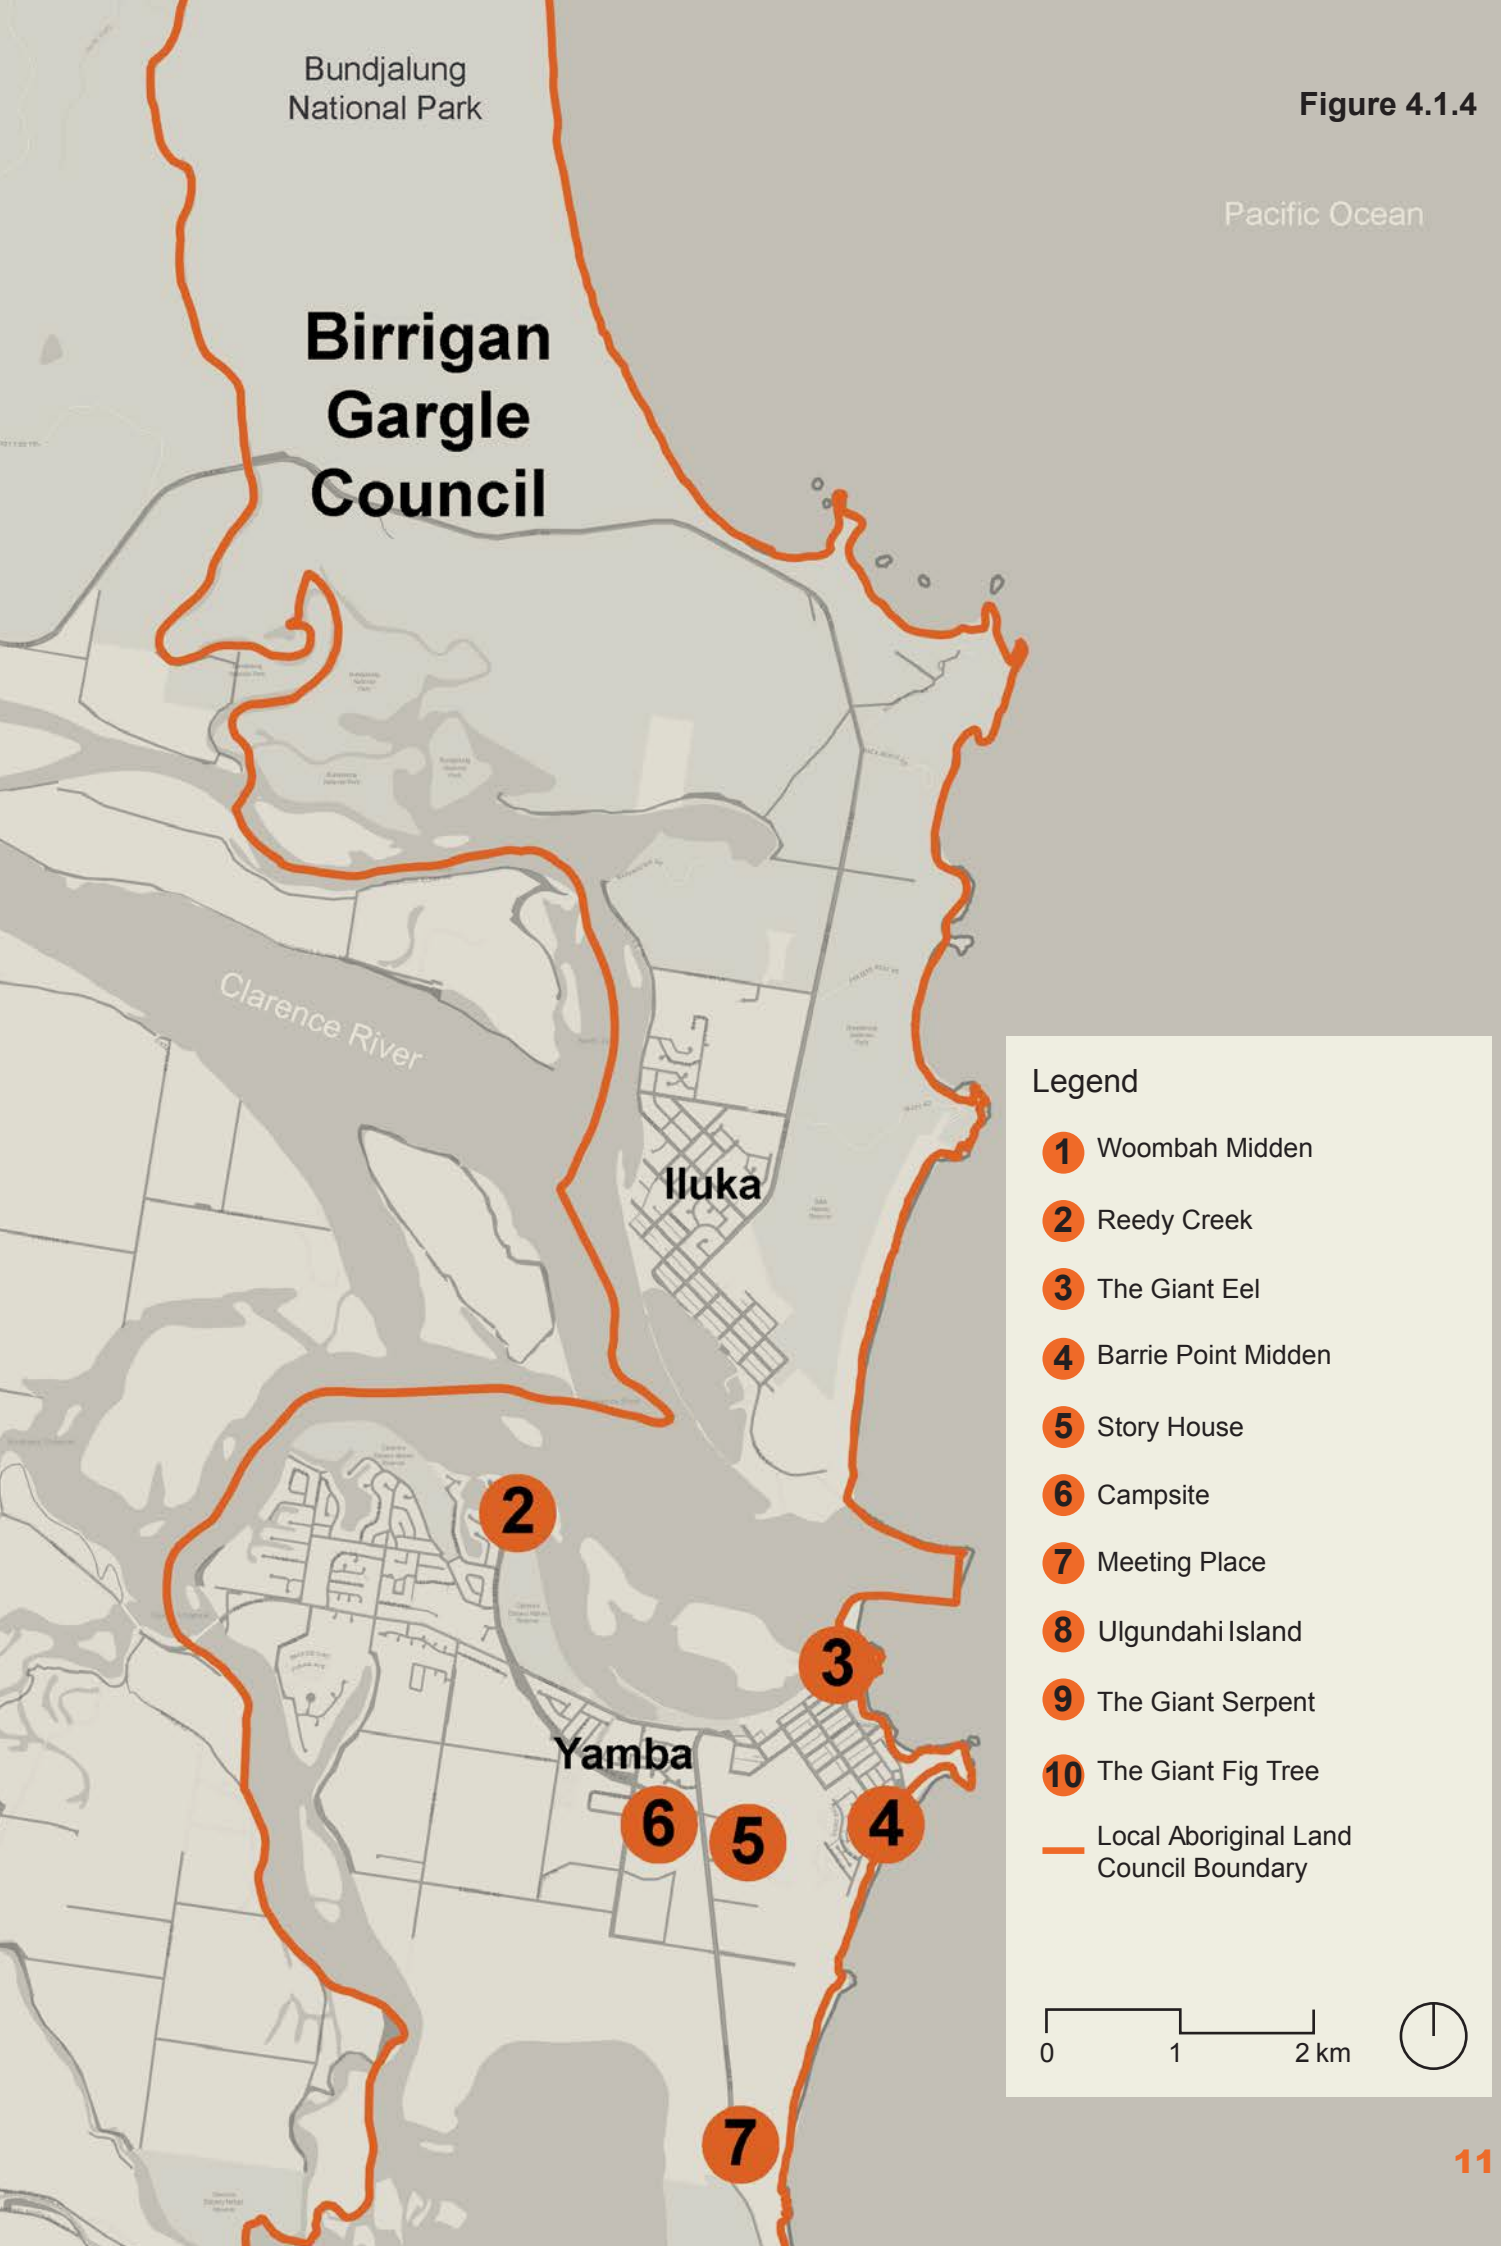 Bundjalung
National Park
Figure 4.1.4
Pacific Ocean
Birrigan
Gargle
Council
Clarence River
Iluka
Yamba
2
3
6
5
4
7
Legend
1 Woombah Midden
2 Reedy Creek
3 The Giant Eel
4 Barrie Point Midden
5 Story House
6 Campsite
7 Meeting Place
8 Ulgundahi Island
9 The Giant Serpent
10 The Giant Fig Tree
Local Aboriginal Land
Council Boundary
0 1 2 km
11